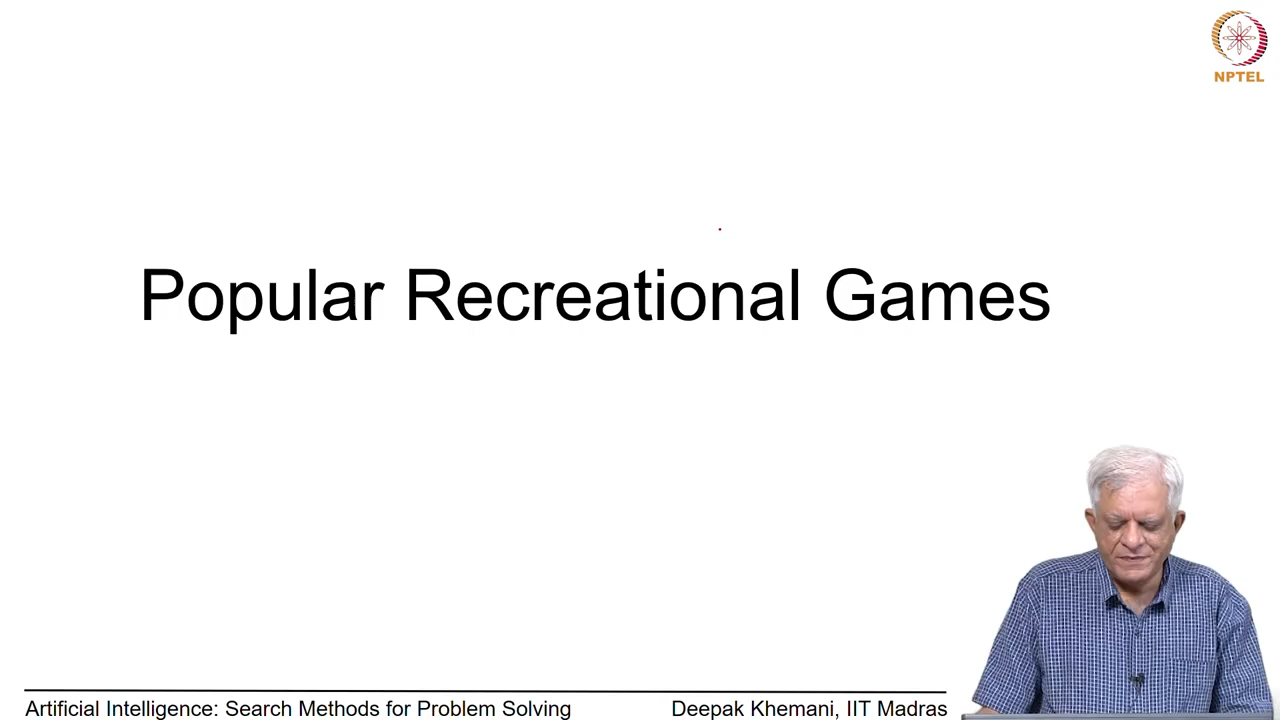 NPTEL
Popular Recreational Games
Artificial Intelligence: Search Methods for Problem Solving
Deepak Khemani, IIT Madras